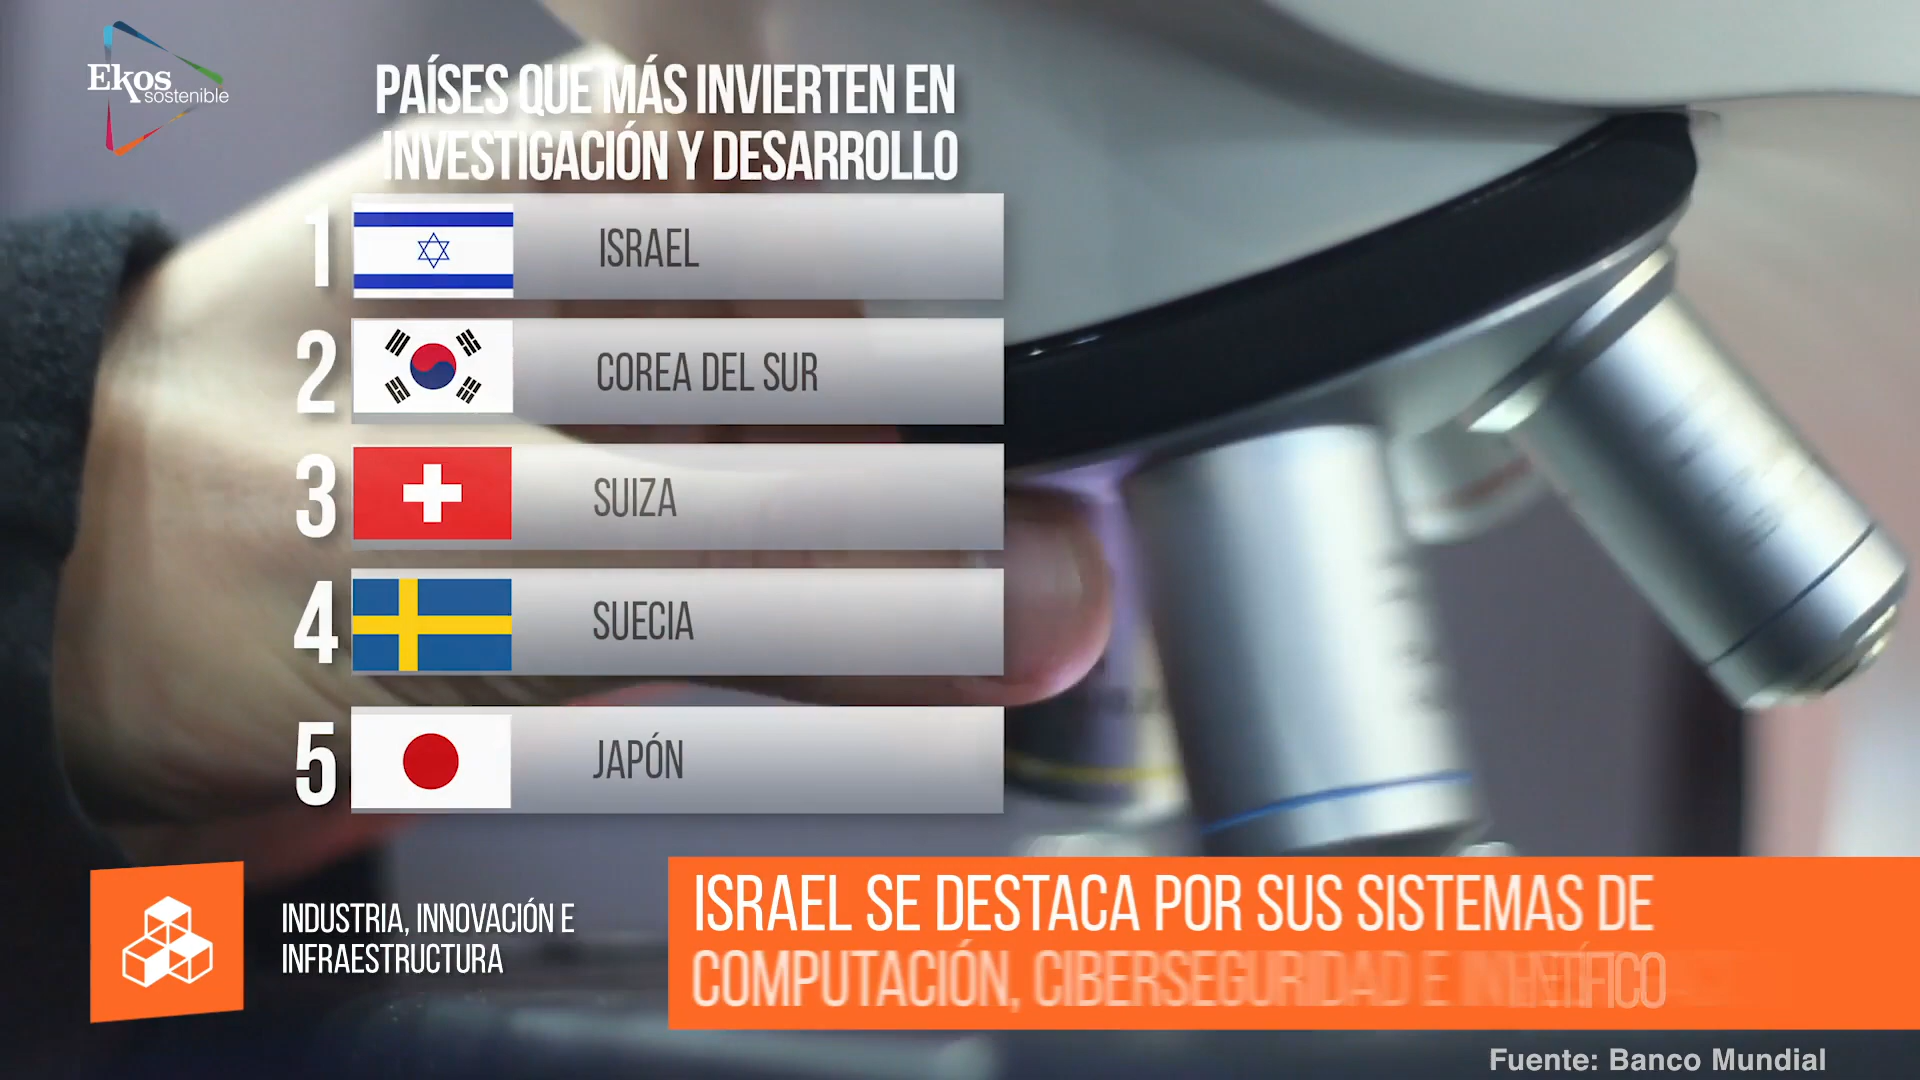 Ekos
sostenible
PAÍSES QUE MÁS INVIERTEN EN
INVESTIGACIÓN Y DESARROLLO
1 ISRAEL
2 COREA DEL SUR
3 SUIZA
4 SUECIA
5 JAPÓN
INDUSTRIA, INNOVACIÓN E
INFRAESTRUCTURA
ISRAEL SE DESTACA POR SUS SISTEMAS DE
COMPUTACIÓN, CIBERSEGURIDAD E
Fuente: Banco Mundial